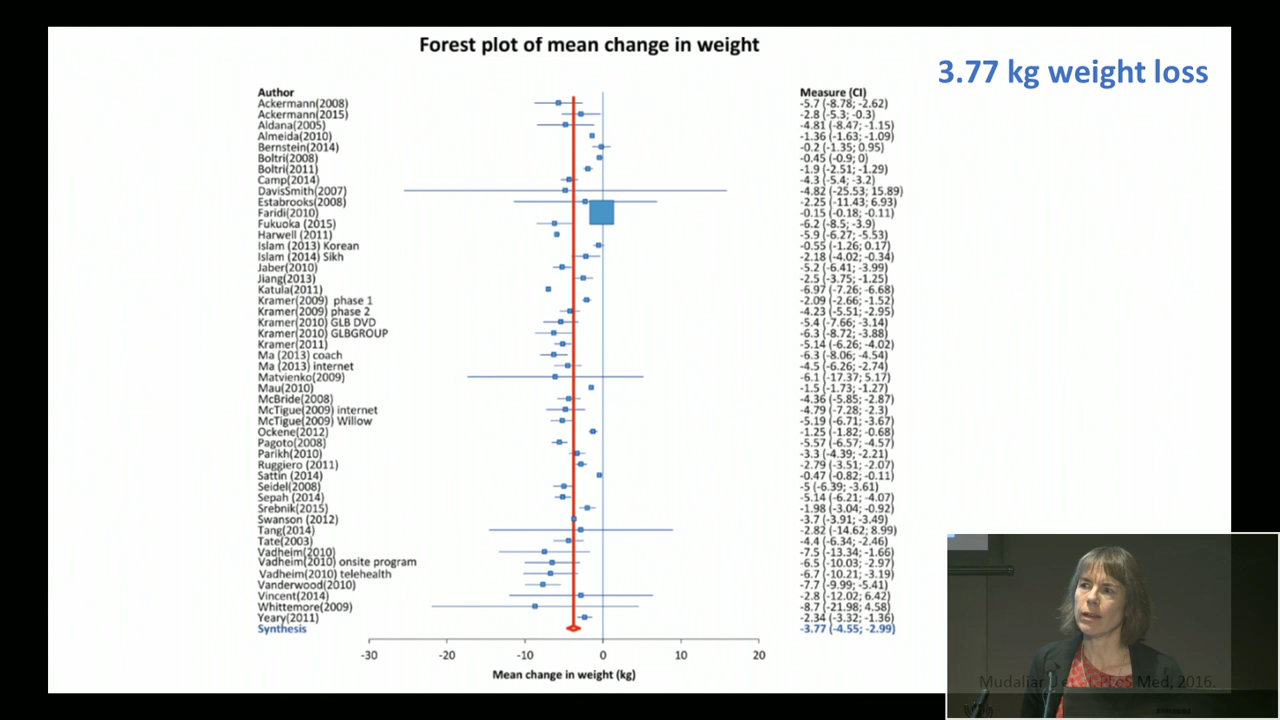 Forest plot of mean change in weight
3.77 kg weight loss
Author Measure (CI)
Ackermann(2008) -5.7 (-8.78; -2.62)
Ackermann(2015) -2.8 (-5.3; -0.3)
Aldana(2005) -4.81 (-8.47; -1.15)
Almeida(2010) -1.36 (-1.63; -1.09)
Bernstein(2014) -0.2 (-1.35; 0.95)
Boltri(2008) -0.45 (-0.9; 0)
Boltri(2011) -1.9 (-2.51; -1.29)
Camp(2014) -4.3 (-5.4; -3.2)
DavisSmith(2007) -4.82 (-25.53; 15.89)
Estabrooks(2008) -2.25 (-11.43; 6.93)
Faridi(2010) -0.15 (-0.18; -0.11)
Fukuoka (2015) -6.2 (-8.5; -3.9)
Harwell (2011) -5.9 (-6.27; -5.53)
Islam (2013) Korean -0.55 (-1.26; 0.17)
Islam (2014) Sikh -2.18 (-4.02; -0.34)
Jaber(2010) -5.2 (-6.41; -3.99)
Jiang(2013) -2.5 (-3.75; -1.25)
Katula(2011) -6.97 (-7.26; -6.68)
Kramer(2009) phase 1 -2.09 (-2.66; -1.52)
Kramer(2009) phase 2 -4.23 (-5.51; -2.95)
Kramer(2010) GLB DVD -5.4 (-7.66; -3.14)
Kramer(2010) GLBGROUP -6.3 (-8.72; -3.88)
Kramer(2011) -5.14 (-6.26; -4.02)
Ma (2013) coach -6.3 (-8.06; -4.54)
Ma (2013) internet -4.5 (-6.26; -2.74)
Matvienko(2009) -6.1 (-17.37; 5.17)
Mau(2010) -1.5 (-1.73; -1.27)
McBride(2008) -4.36 (-5.85; -2.87)
McTigue(2009) internet -4.79 (-7.28; -2.3)
McTigue(2009) Willow -5.19 (-6.71; -3.67)
Ockene(2012) -1.25 (-1.82; -0.68)
Pagoto(2008) -5.57 (-6.57; -4.57)
Parikh(2010) -3.3 (-4.39; -2.21)
Ruggiero (2011) -2.79 (-3.51; -2.07)
Sattin (2014) -0.47 (-0.82; -0.11)
Seidel(2008) -5 (-6.39; -3.61)
Sepah (2014) -5.14 (-6.21; -4.07)
Srebnik(2015) -1.98 (-3.04; -0.92)
Swanson (2012) -3.7 (-3.91; -3.49)
Tang(2014) -2.82 (-14.62; 8.99)
Tate(2003) -4.4 (-6.34; -2.46)
Vadheim(2010) -7.5 (-13.34; -1.66)
Vadheim(2010) onsite program -6.5 (-10.03; -2.97)
Vadheim(2010) telehealth -6.7 (-10.21; -3.19)
Vanderwood(2010) -7.7 (-9.99; -5.41)
Vincent(2014) -2.8 (-12.02; 6.42)
Whittemore(2009) -8.7 (-21.98; 4.58)
Yeary(2011) -2.34 (-3.32; -1.36)
Synthesis -3.77 (-4.55; -2.99)
-30 -20 -10 0 10 20
Mean change in weight (kg)
Mudaliar Med, 2016.